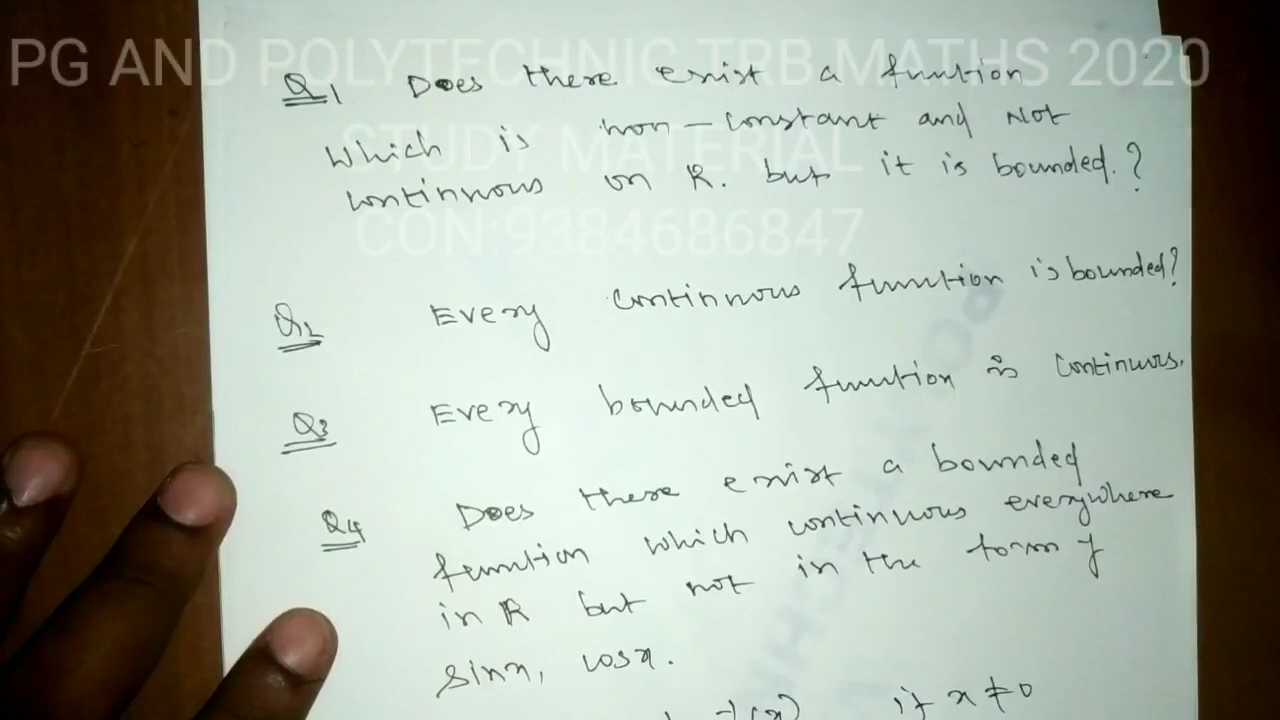 PG AND POLYTECHNIC TRB MATHS 2020
STUDY MATERIAL
CON:9384686847
Q1 Does there exist a function
which is non-constant and Not
continuous on R. but it is bounded.?
Q2 Every continuous function is bounded?
Q3 Every bounded function is continuous.
Q4 Does there exist a bounded
function which continuous everywhere
in R but not in the form of
sinx, cosx.
if x ≠ 0